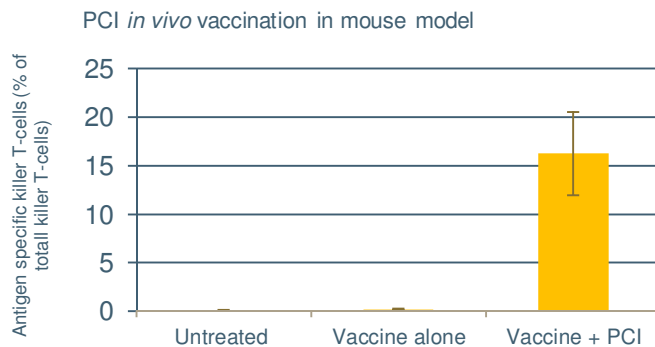 PCI in vivo vaccination in mouse model
Antigen specific killer T-cells (% of
totall killer T-cells)
25
20
15
10
5
0
Untreated
Vaccine alone
Vaccine + PCI